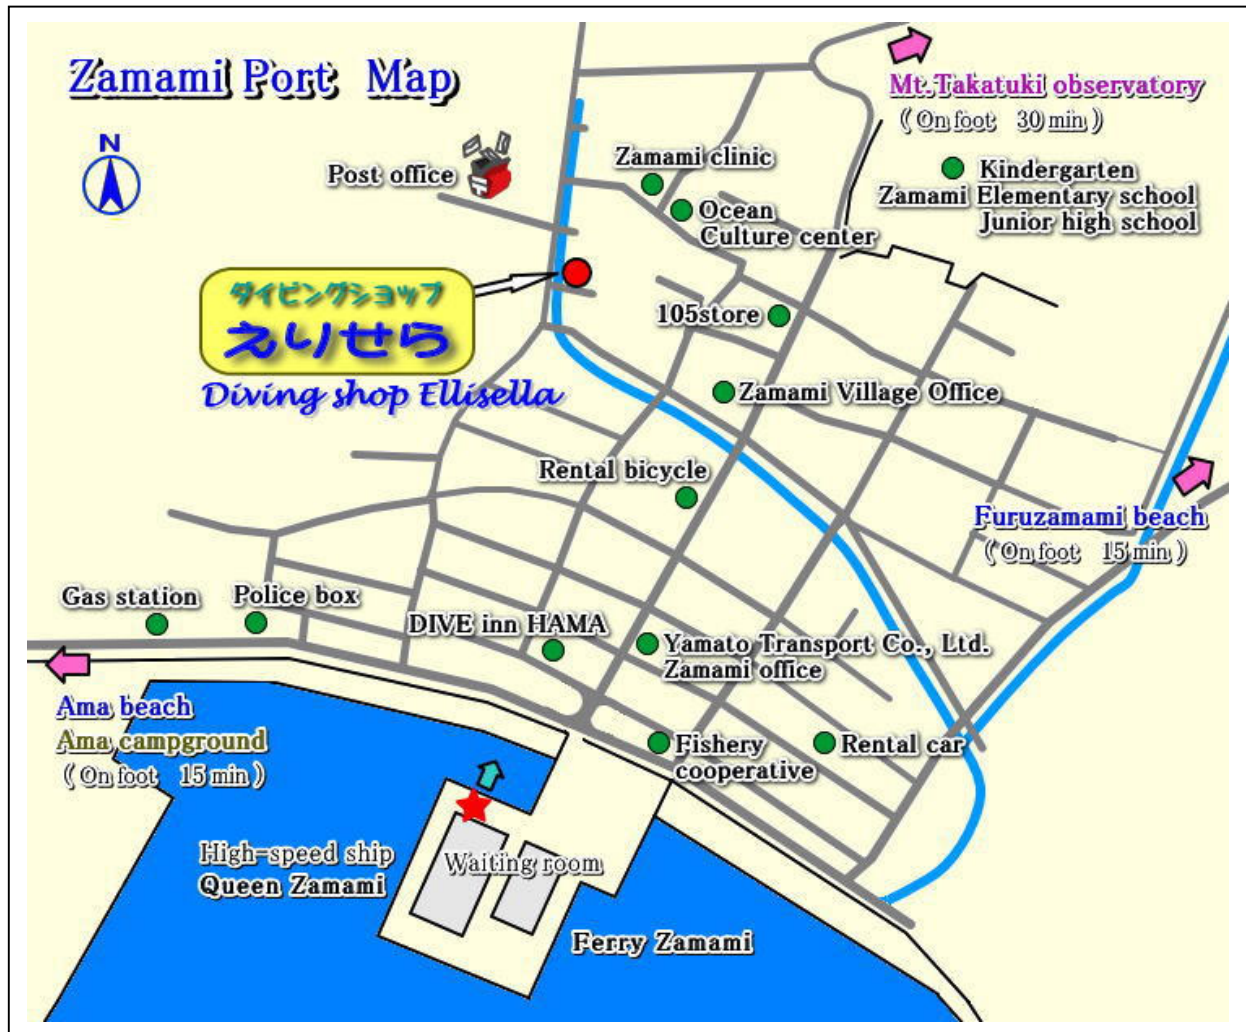 Zamami Port Map
N
Mt.Takatuki observatory
( On foot 30 min )
Post office
〒
Zamami clinic
Kindergarten
Zamami Elementary school
Junior high school
Ocean
Culture center
ダイビングショップ
えりせら
Diving shop Ellisella
105store
Zamami Village Office
Rental bicycle
Furuzamami beach
( On foot 15 min )
Gas station
Police box
DIVE inn HAMA
Yamato Transport Co., Ltd.
Zamami office
Ama beach
Ama campground
( On foot 15 min )
Fishery
cooperative
Rental car
High-speed ship
Queen Zamami
Waiting room
Ferry Zamami